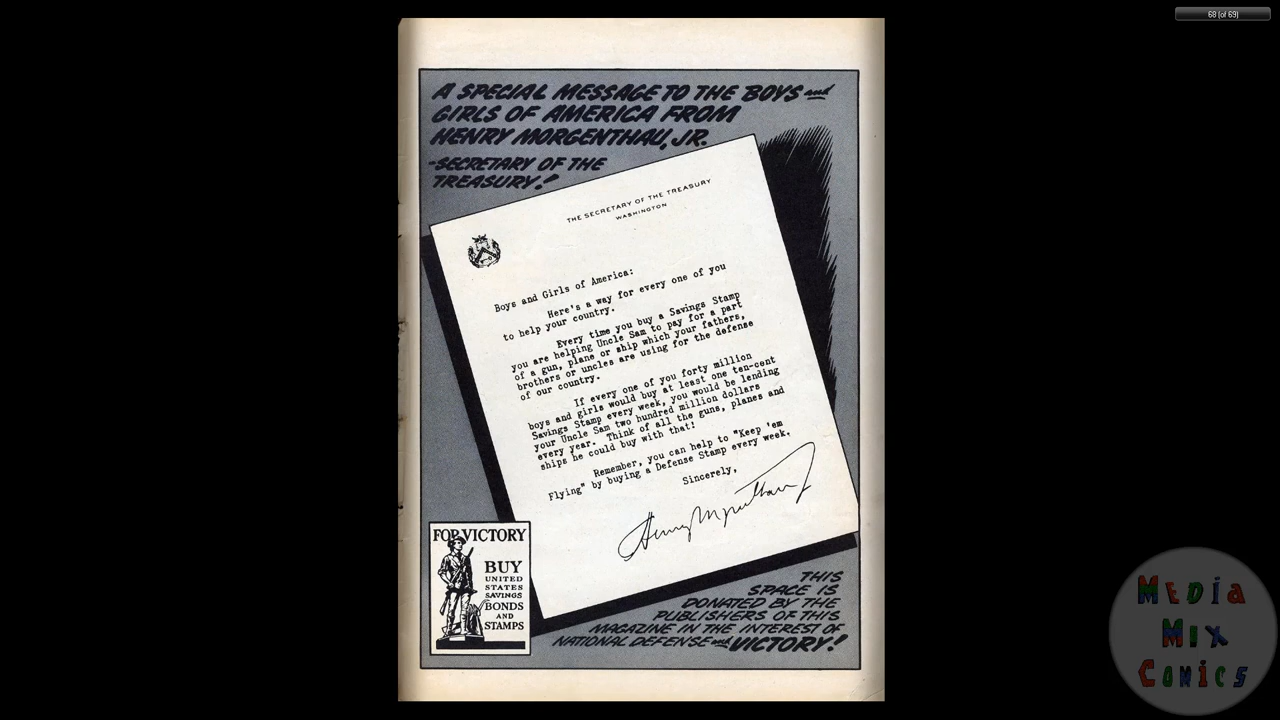 68 (of 69)
A SPECIAL MESSAGE TO THE BOYS and
GIRLS OF AMERICA FROM
HENRY MORGENTHAU, JR.
-SECRETARY OF THE
TREASURY!
THE SECRETARY OF THE TREASURY
WASHINGTON
Boys and Girls of America:
Here's a way for every one of you
to help your country.
Every time you buy a Savings Stamp
you are helping Uncle Sam to pay for a part
of a gun, plane or ship which your fathers,
brothers or uncles are using for the defense
of our country.
If every one of you forty million
boys and girls would buy at least one ten-cent
Savings Stamp every week, you would be lending
your Uncle Sam two hundred million dollars
every year. Think of all the guns, planes and
ships he could buy with that!
Remember, you can help to "Keep 'em
Flying" by buying a Defense Stamp every week.
Sincerely,
Henry Morgenthau Jr
FOR VICTORY
BUY
UNITED
STATES
SAVINGS
BONDS
AND
STAMPS
THIS
SPACE IS
DONATED BY THE
PUBLISHERS OF THIS
MAGAZINE IN THE INTEREST OF
NATIONAL DEFENSE and VICTORY!
MEDiA
Mix
COMiCS